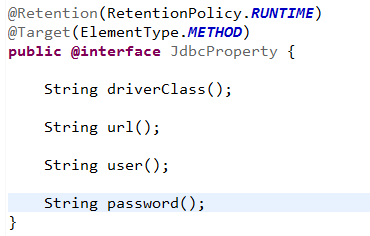 @Retention(RetentionPolicy.RUNTIME)
@Target(ElementType.METHOD)
public @interface JdbcProperty {
String driverClass();
String url();
String user();
String password();
}